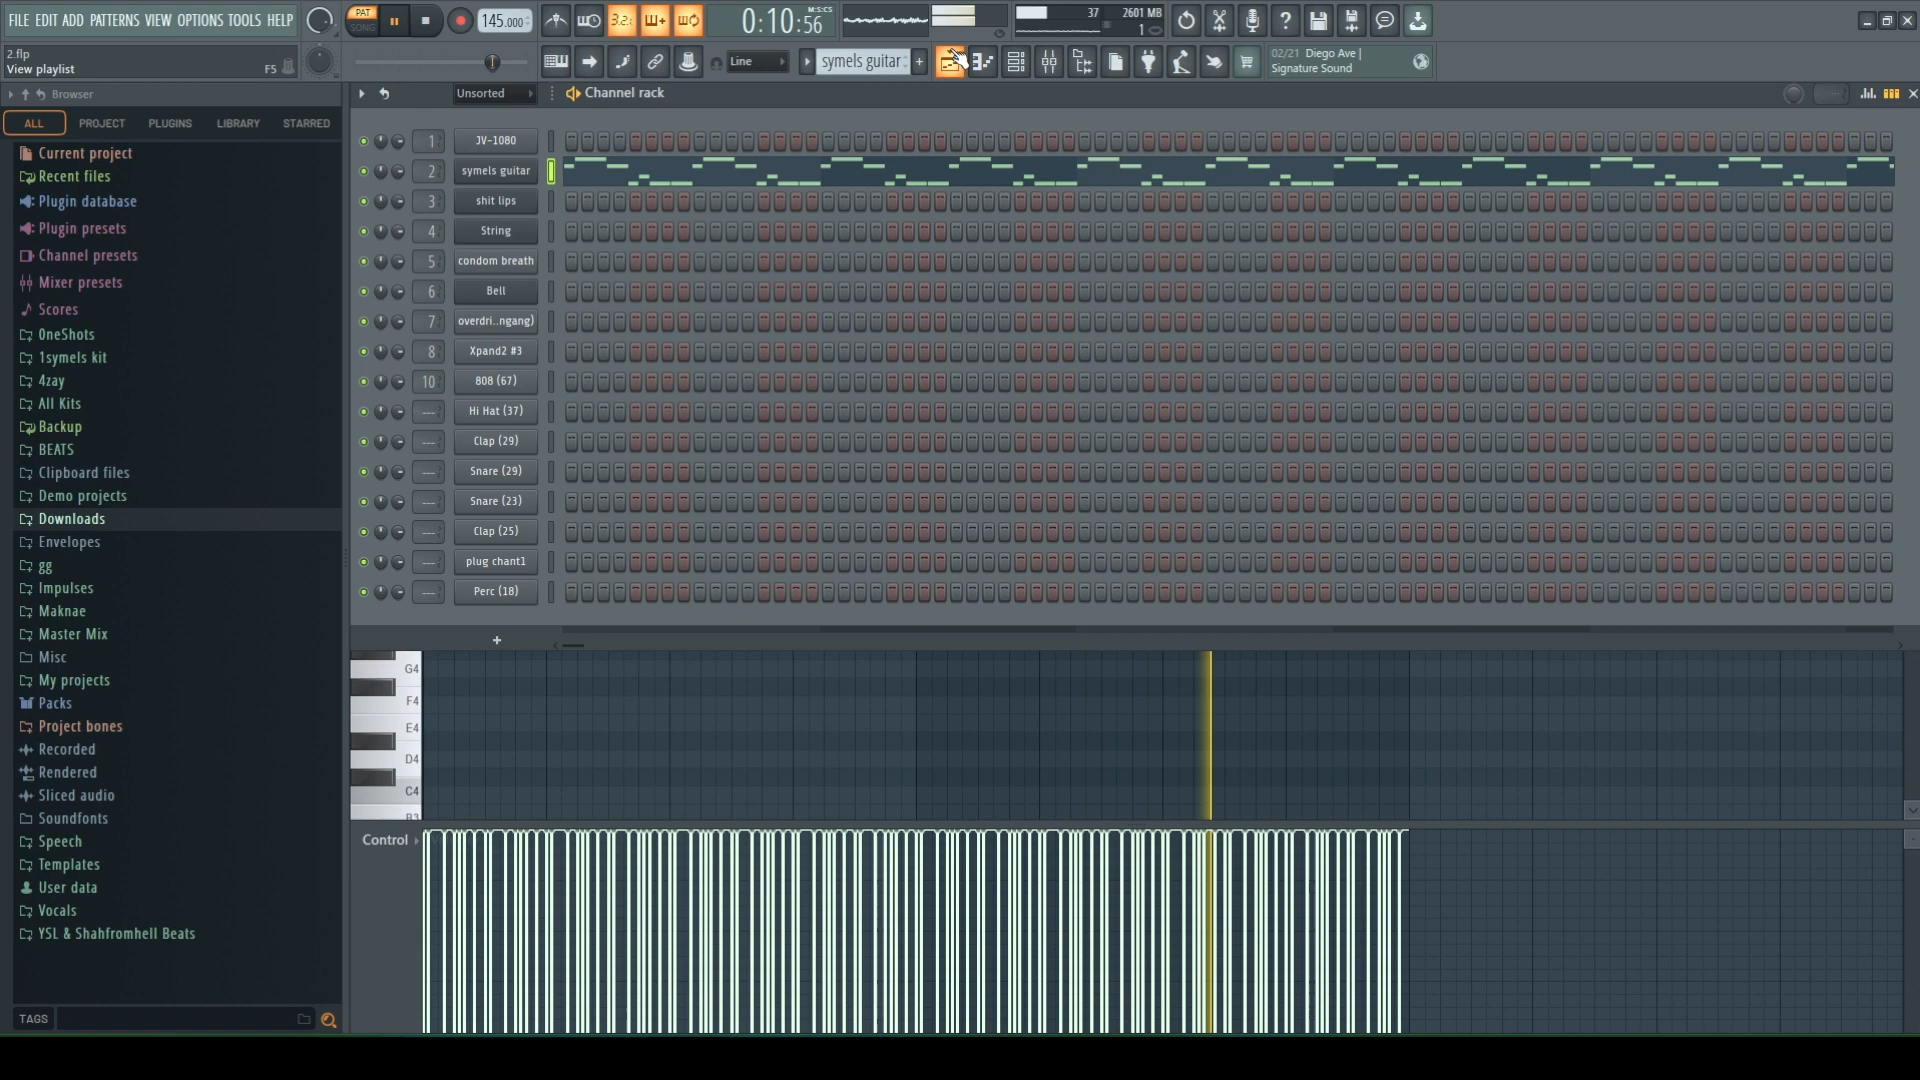 FILE EDIT ADD PATTERNS VIEW OPTIONS TOOLS HELP
PAT
SONG
145.000
3.2.
0:10:56
M:S:CS
37
2601 MB
1
2.flp
View playlist
F5
Line
symels guitar
+
02/21 Diego Ave |
Signature Sound
Browser
ALL
PROJECT
PLUGINS
LIBRARY
STARRED
Current project
Recent files
Plugin database
Plugin presets
Channel presets
Mixer presets
Scores
OneShots
1symels kit
4zay
All Kits
Backup
BEATS
Clipboard files
Demo projects
Downloads
Envelopes
gg
Impulses
Maknae
Master Mix
Misc
My projects
Packs
Project bones
Recorded
Rendered
Sliced audio
Soundfonts
Speech
Templates
User data
Vocals
YSL & Shahfromhell Beats
TAGS
Unsorted
Channel rack
1 JV-1080
2 symels guitar
3 shit lips
4 String
5 condom breath
6 Bell
7 overdri..ngang)
8 Xpand2 #3
10 808 (67)
--- Hi Hat (37)
--- Clap (29)
--- Snare (29)
--- Snare (23)
--- Clap (25)
--- plug chant1
--- Perc (18)
+
G4
F4
E4
D4
C4
B3
Control